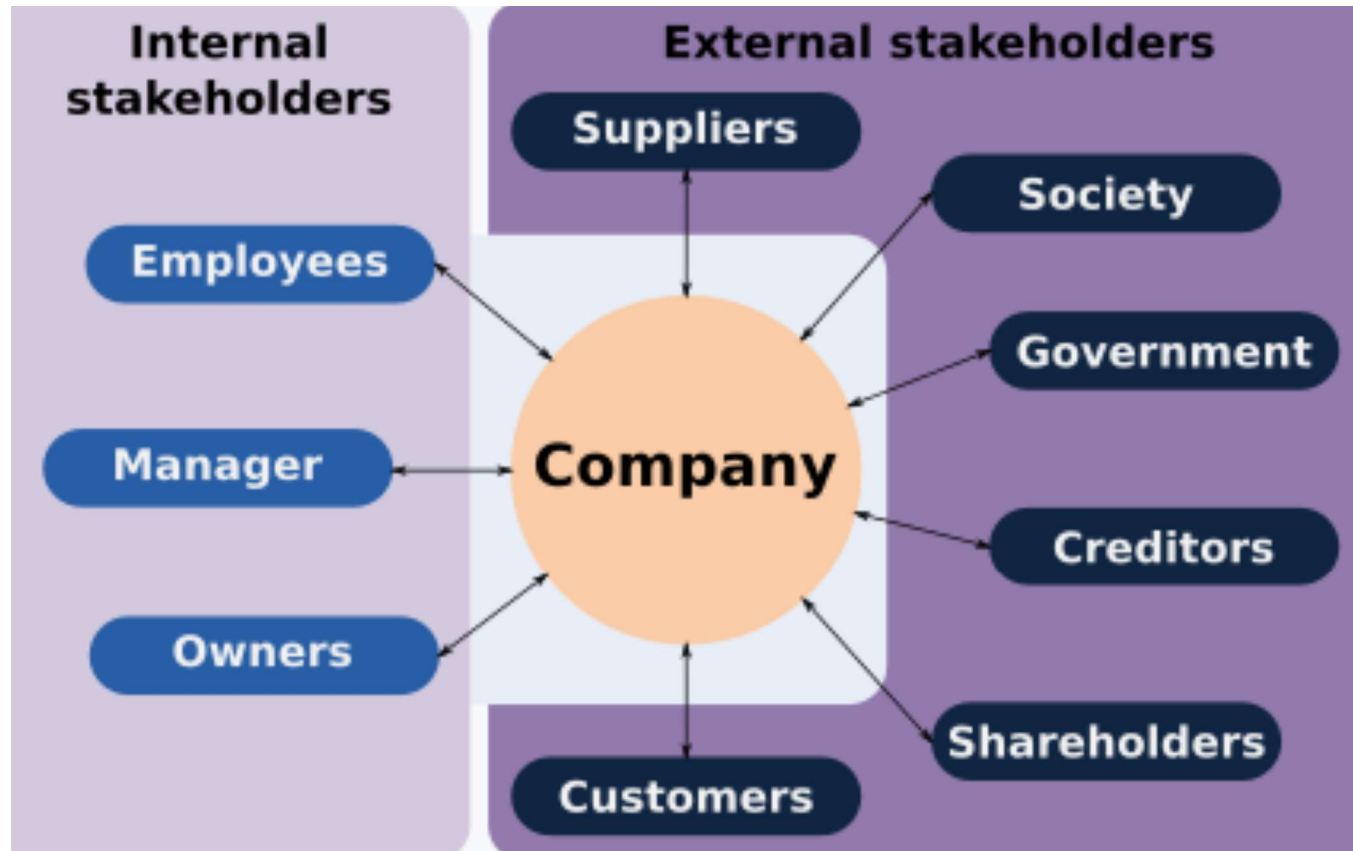 Internal
stakeholders
External stakeholders
Suppliers
Society
Employees
Government
Manager
Company
Creditors
Owners
Shareholders
Customers